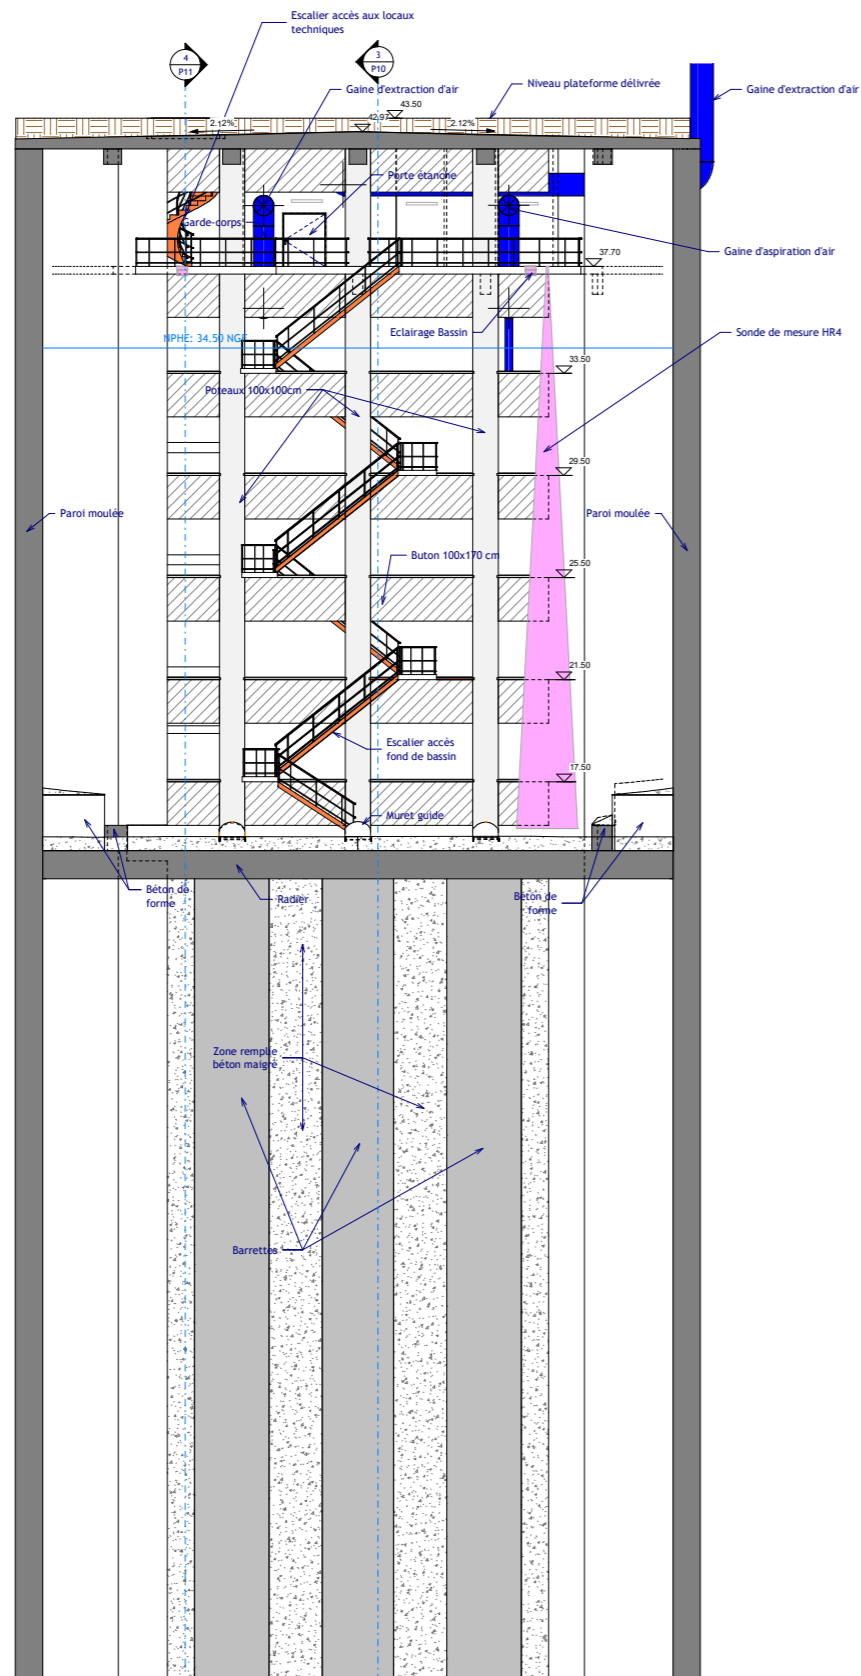 Escalier accès aux locaux
techniques
4
P11
3
P10
Gaine d'extraction d'air
Niveau plateforme délivrée
Gaine d'extraction d'air
43.50
42.97
2.12%
2.12%
Porte étanche
Garde-corps
Gaine d'aspiration d'air
37.70
Eclairage Bassin
Sonde de mesure HR4
NPHE: 34.50 NGF
33.50
Poteaux 100x100cm
29.50
Paroi moulée
Paroi moulée
Buton 100x170 cm
25.50
21.50
Escalier accès
fond de bassin
17.50
Muret guide
Béton de
forme
Radier
Béton de
forme
Zone remplie
béton maigre
Barrettes